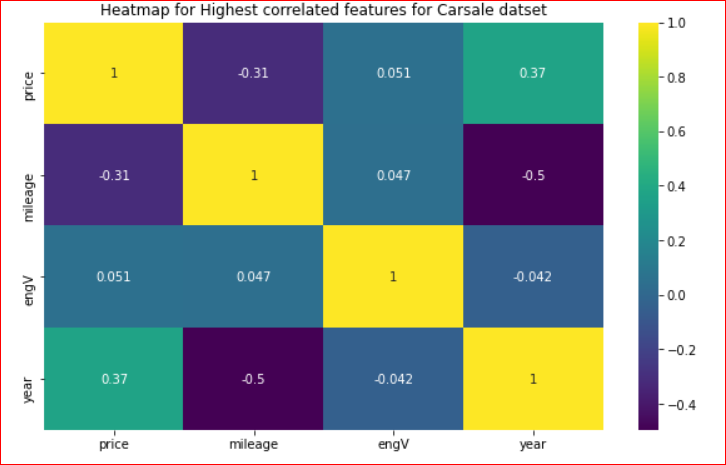 Heatmap for Highest correlated features for Carsale datset
price 1 -0.31 0.051 0.37
mileage -0.31 1 0.047 -0.5
engV 0.051 0.047 1 -0.042
year 0.37 -0.5 -0.042 1
price mileage engV year
1.0
0.8
0.6
0.4
0.2
0.0
−0.2
−0.4